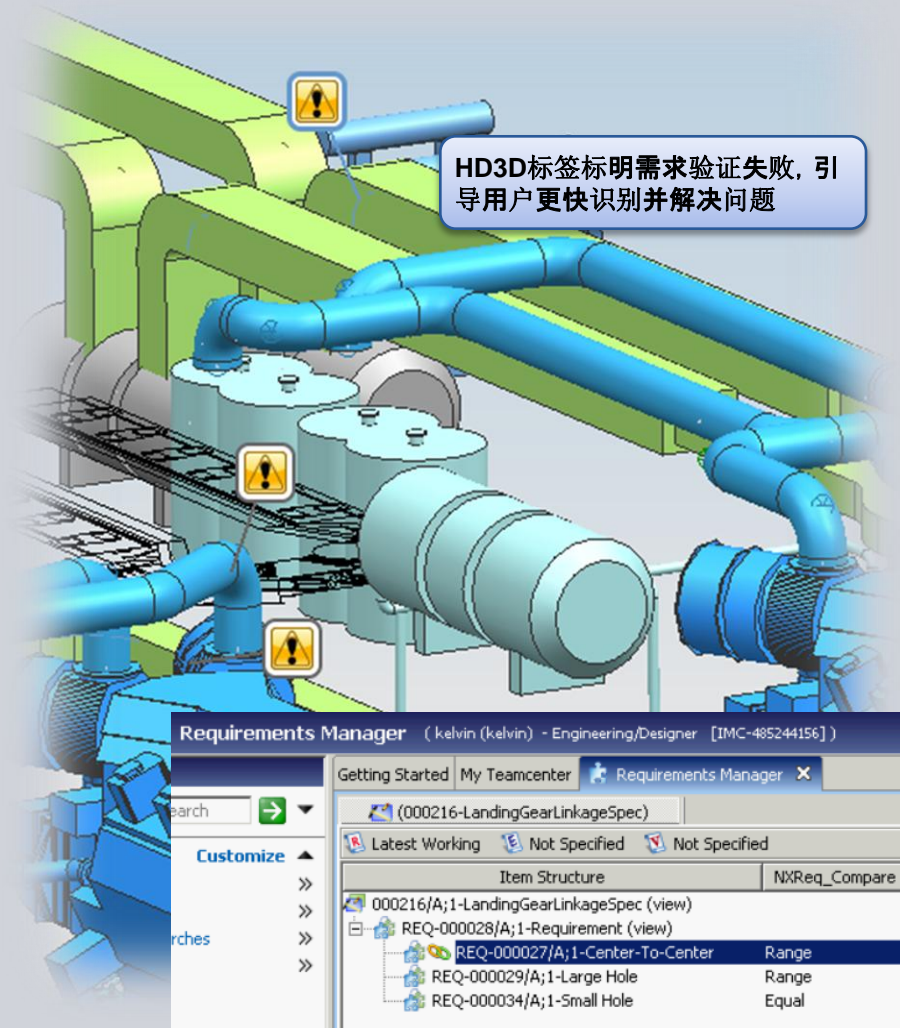 HD3D标签标明需求验证失败, 引
导用户更快识别并解决问题
Requirements Manager ( kelvin (kelvin) - Engineering/Designer [IMC-485244156] )
Getting Started My Teamcenter Requirements Manager
earch
(000216-LandingGearLinkageSpec)
Latest Working Not Specified Not Specified
Customize
Item Structure NXReq_Compare
000216/A;1-LandingGearLinkageSpec (view)
REQ-000028/A;1-Requirement (view)
rches
REQ-000027/A;1-Center-To-Center Range
REQ-000029/A;1-Large Hole Range
REQ-000034/A;1-Small Hole Equal